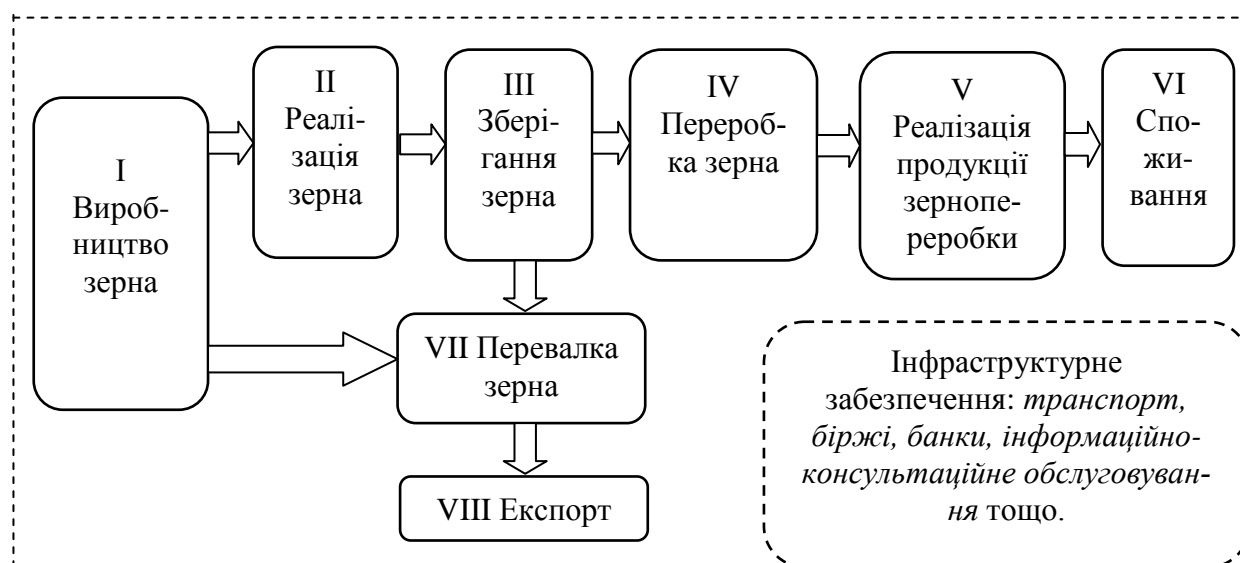 I
Вироб-
ництво
зерна
II
Реалі-
зація
зерна
III
Збері-
гання
зерна
IV
Перероб-
ка зерна
V
Реалізація
продукції
зернопе-
реробки
VI
Спо-
жи-
вання
VII Перевалка
зерна
VIII Експорт
Інфраструктурне
забезпечення: транспорт,
біржі, банки, інформаційно-
консультаційне обслуговуван-
ня тощо.